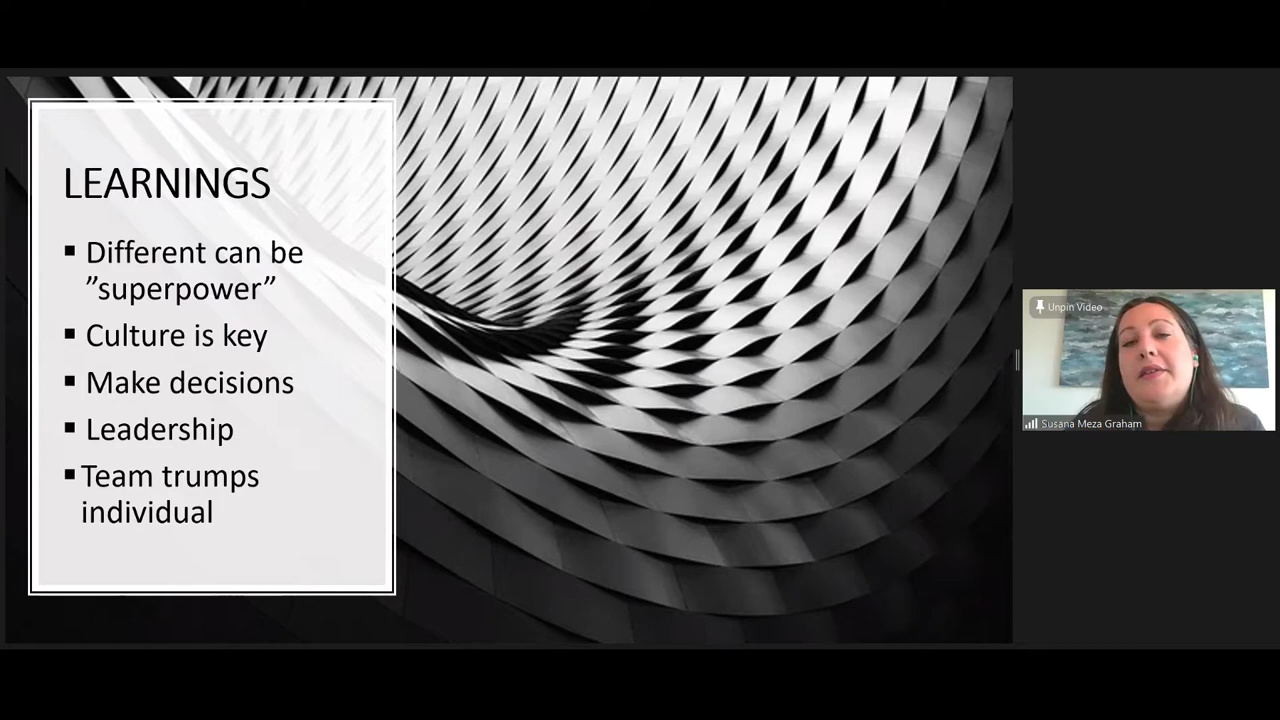 LEARNINGS
▪ Different can be
”superpower”
▪ Culture is key
▪ Make decisions
▪ Leadership
▪ Team trumps
individual
Unpin Video
Susana Meza Graham